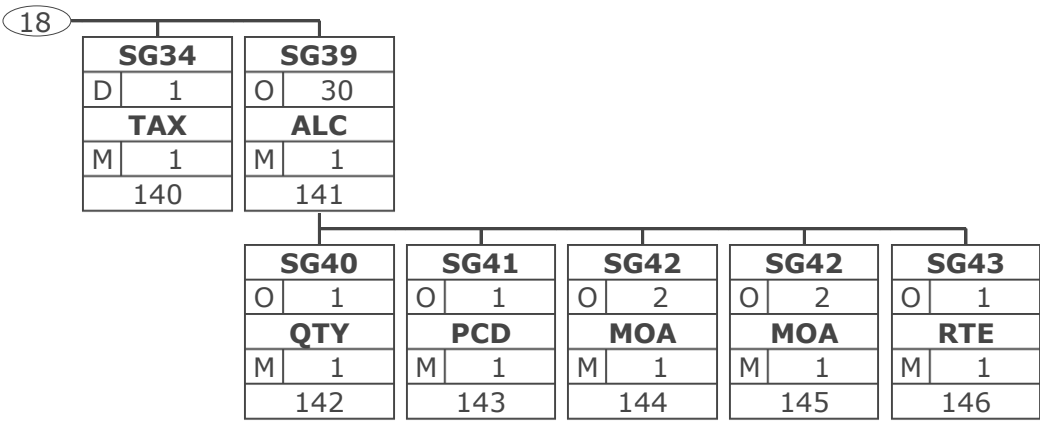 18
SG34 SG39
D 1 O 30
TAX ALC
M 1 M 1
140 141
SG40 SG41 SG42 SG42 SG43
O 1 O 1 O 2 O 2 O 1
QTY PCD MOA MOA RTE
M 1 M 1 M 1 M 1 M 1
142 143 144 145 146